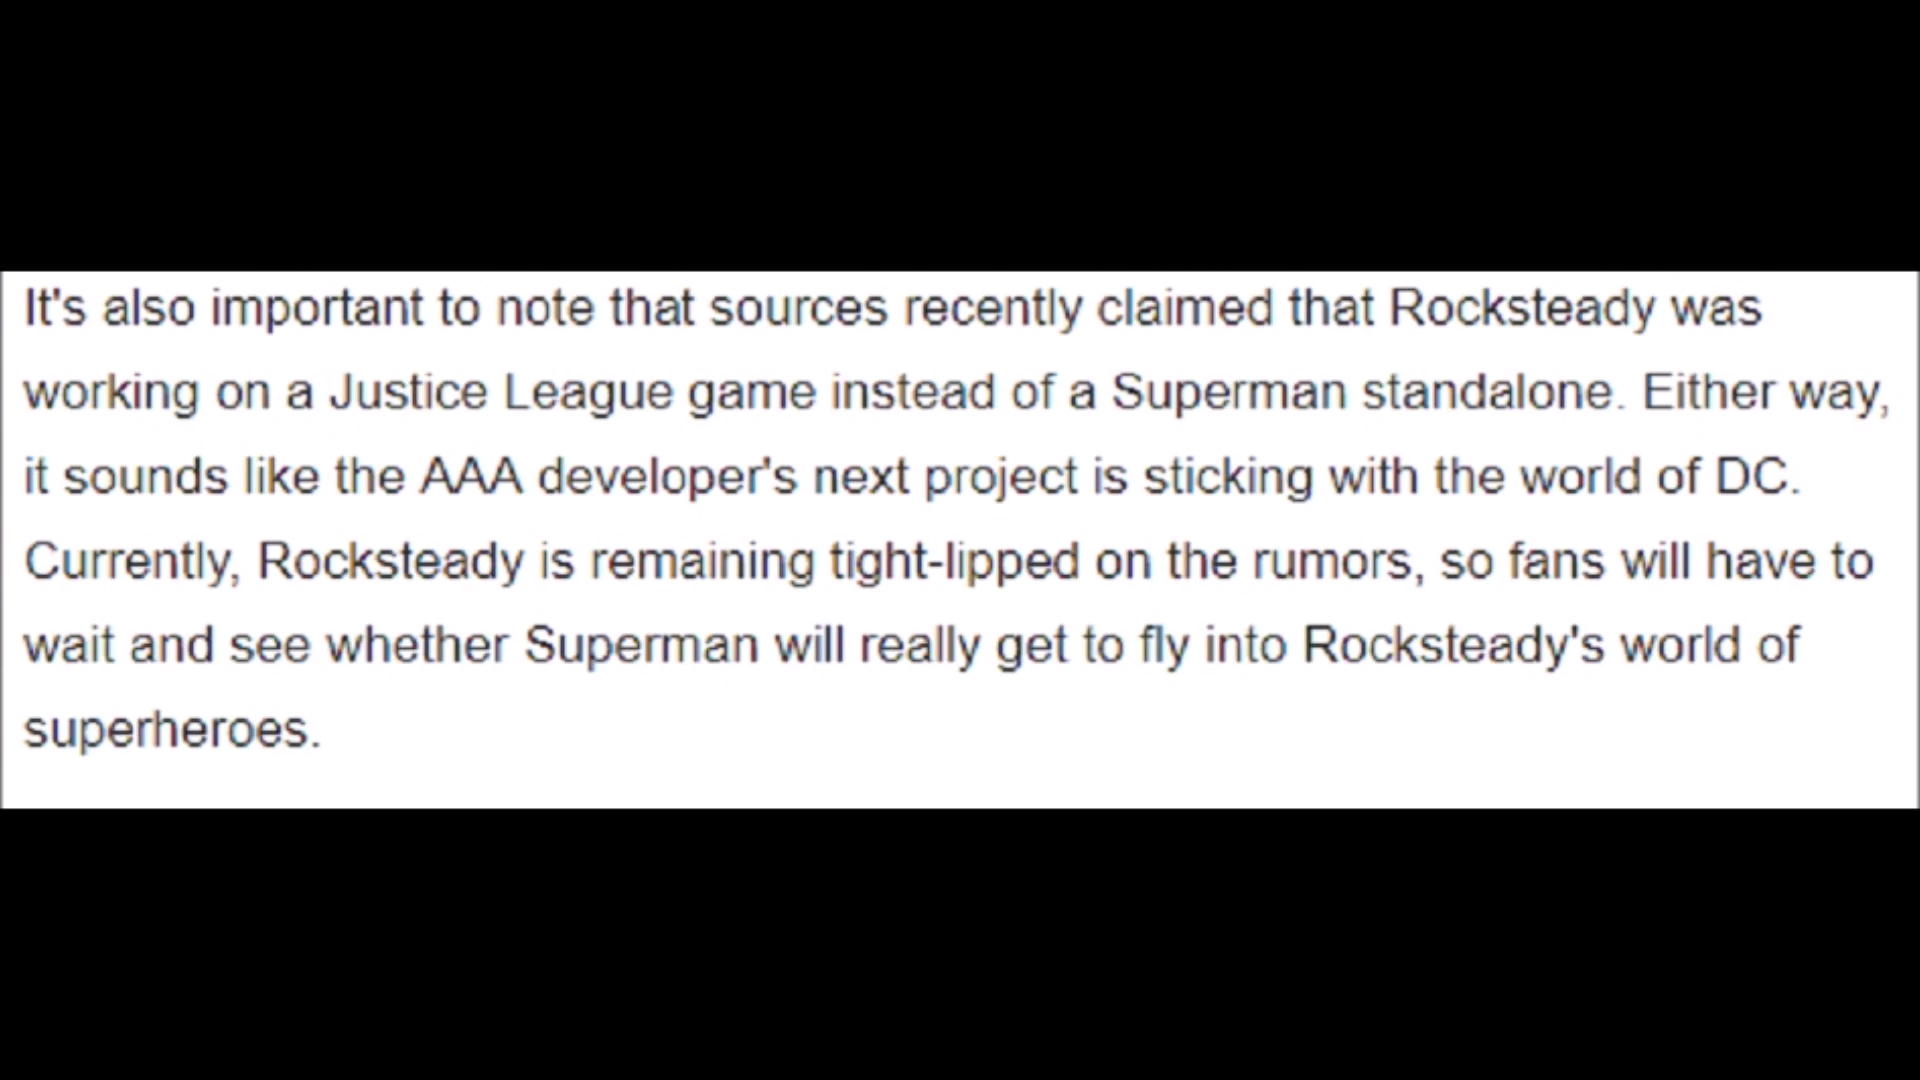 It's also important to note that sources recently claimed that Rocksteady was
working on a Justice League game instead of a Superman standalone. Either way,
it sounds like the AAA developer's next project is sticking with the world of DC.
Currently, Rocksteady is remaining tight-lipped on the rumors, so fans will have to
wait and see whether Superman will really get to fly into Rocksteady's world of
superheroes.